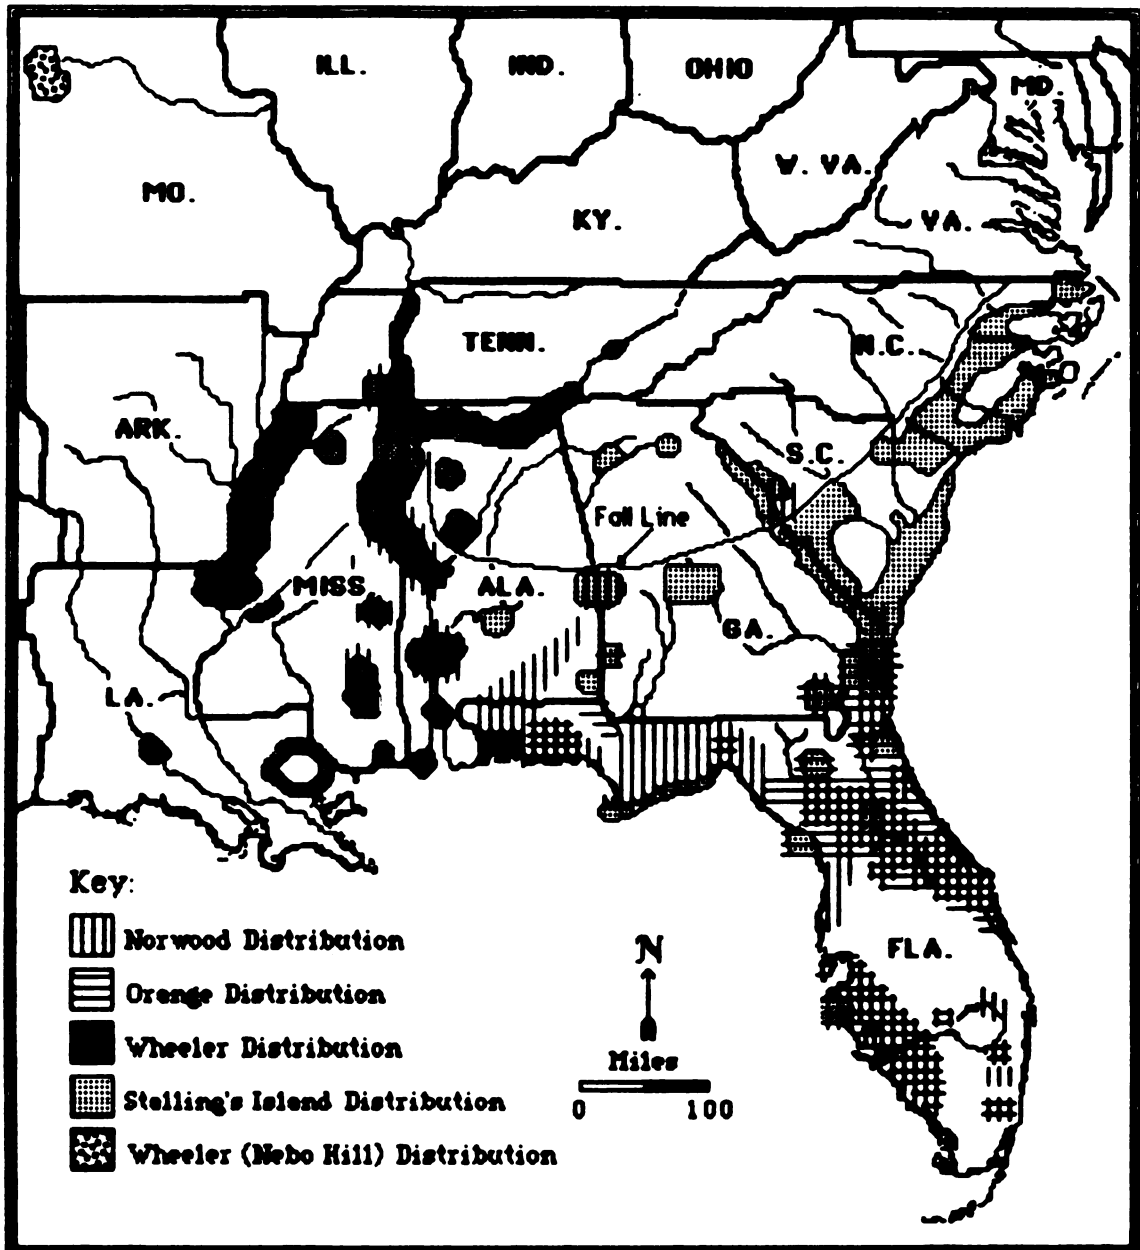 ILL.
IND.
OHIO
MD.
MO.
W. VA.
KY.
VA.
TENN.
N.C.
ARK.
S.C.
Fall Line
MISS
ALA.
GA.
LA.
FLA.
Key:
Norwood Distribution
Orange Distribution
Wheeler Distribution
Stalling's Island Distribution
Wheeler (Nebo Hill) Distribution
N
Miles
0 100